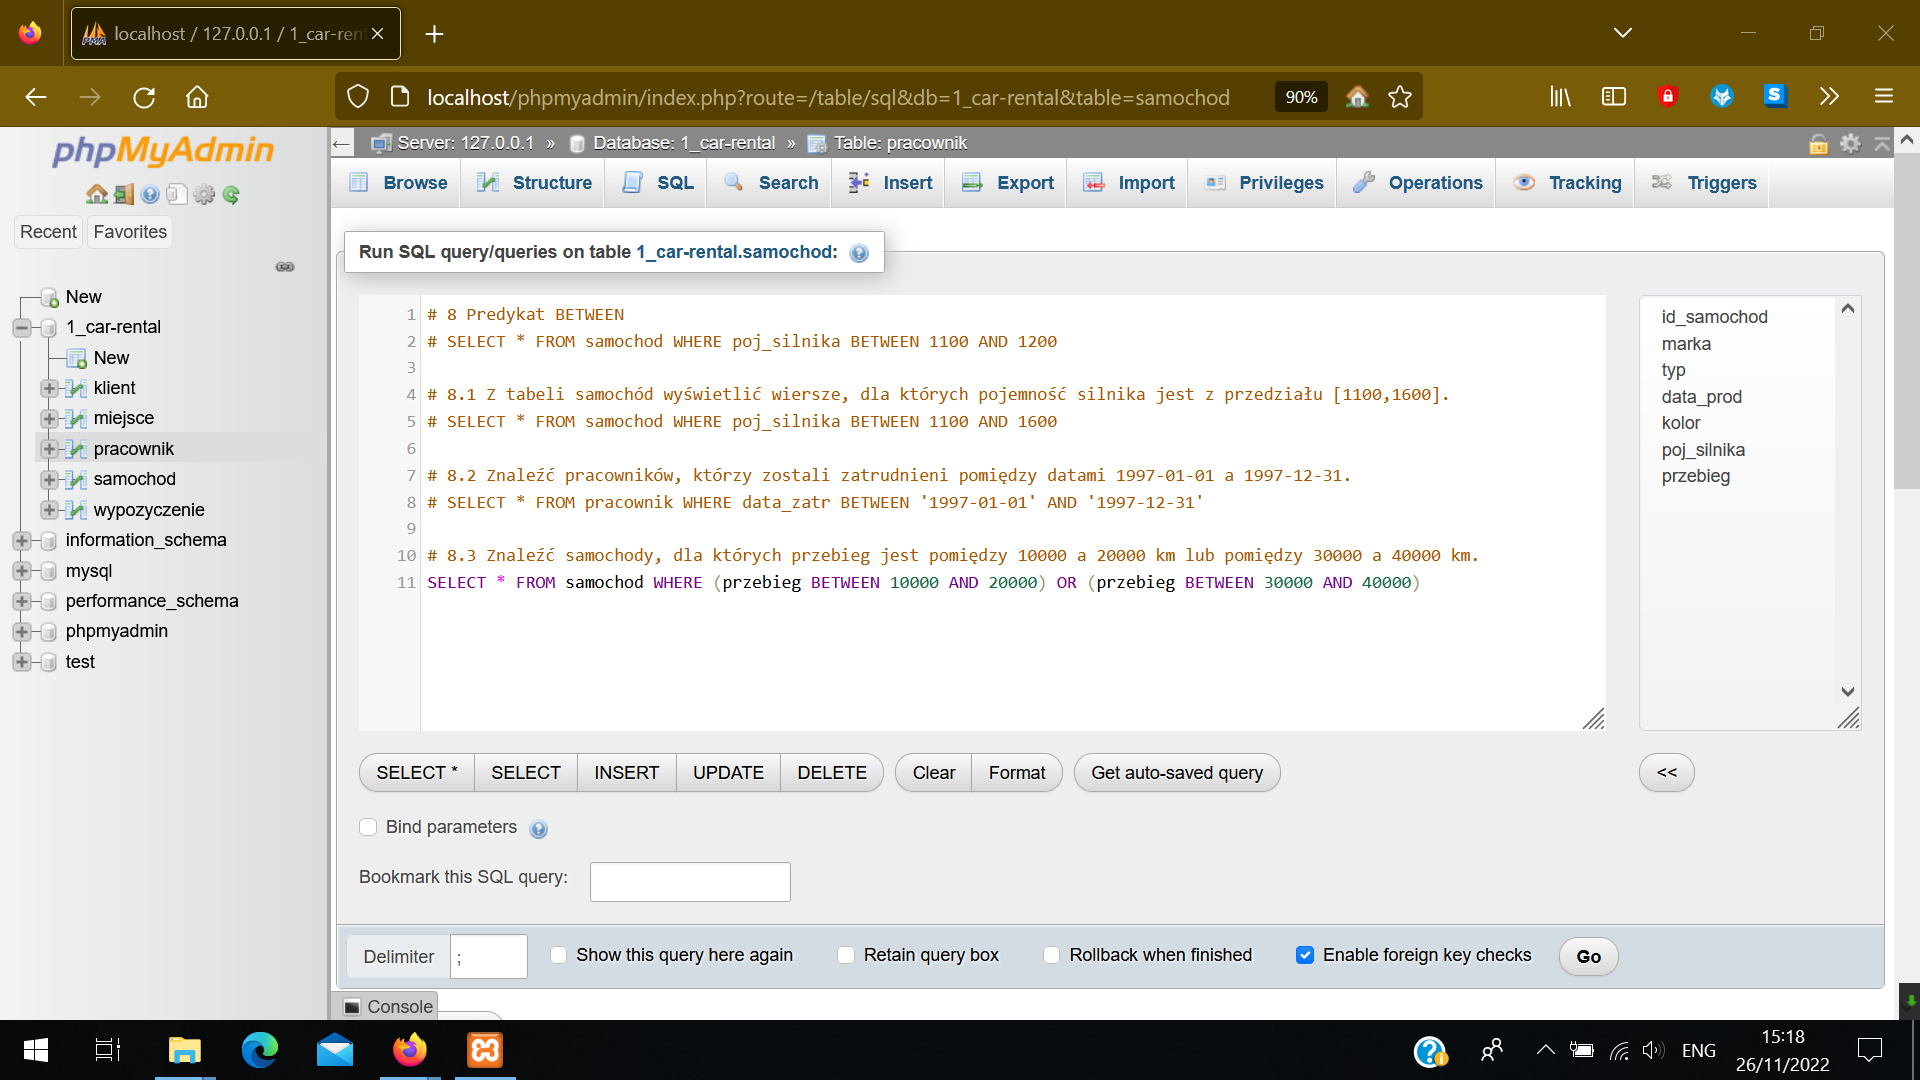 localhost / 127.0.0.1 / 1_car-ren
localhost/phpmyadmin/index.php?route=/table/sql&db=1_car-rental&table=samochod
90%
phpMyAdmin
Recent
Favorites
New
1_car-rental
New
klient
miejsce
pracownik
samochod
wypozyczenie
information_schema
mysql
performance_schema
phpmyadmin
test
Server: 127.0.0.1 » Database: 1_car-rental » Table: pracownik
Browse
Structure
SQL
Search
Insert
Export
Import
Privileges
Operations
Tracking
Triggers
Run SQL query/queries on table 1_car-rental.samochod:
1 # 8 Predykat BETWEEN
2 # SELECT * FROM samochod WHERE poj_silnika BETWEEN 1100 AND 1200
3
4 # 8.1 Z tabeli samochód wyświetlić wiersze, dla których pojemność silnika jest z przedziału [1100,1600].
5 # SELECT * FROM samochod WHERE poj_silnika BETWEEN 1100 AND 1600
6
7 # 8.2 Znaleźć pracowników, którzy zostali zatrudnieni pomiędzy datami 1997-01-01 a 1997-12-31.
8 # SELECT * FROM pracownik WHERE data_zatr BETWEEN '1997-01-01' AND '1997-12-31'
9
10 # 8.3 Znaleźć samochody, dla których przebieg jest pomiędzy 10000 a 20000 km lub pomiędzy 30000 a 40000 km.
11 SELECT * FROM samochod WHERE (przebieg BETWEEN 10000 AND 20000) OR (przebieg BETWEEN 30000 AND 40000)
id_samochod
marka
typ
data_prod
kolor
poj_silnika
przebieg
SELECT *
SELECT
INSERT
UPDATE
DELETE
Clear
Format
Get auto-saved query
<<
Bind parameters
Bookmark this SQL query:
Delimiter
;
Show this query here again
Retain query box
Rollback when finished
Enable foreign key checks
Go
Console
ENG
15:18
26/11/2022